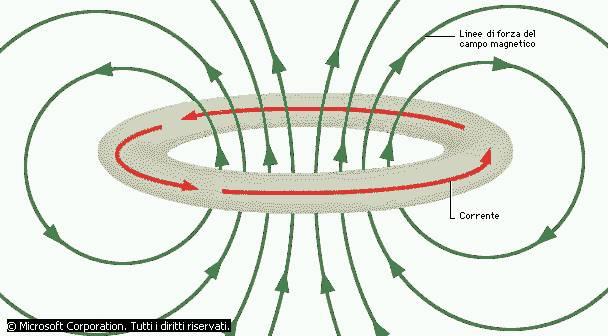 Linee di forza del
campo magnetico
Corrente
© Microsoft Corporation. Tutti i diritti riservati.